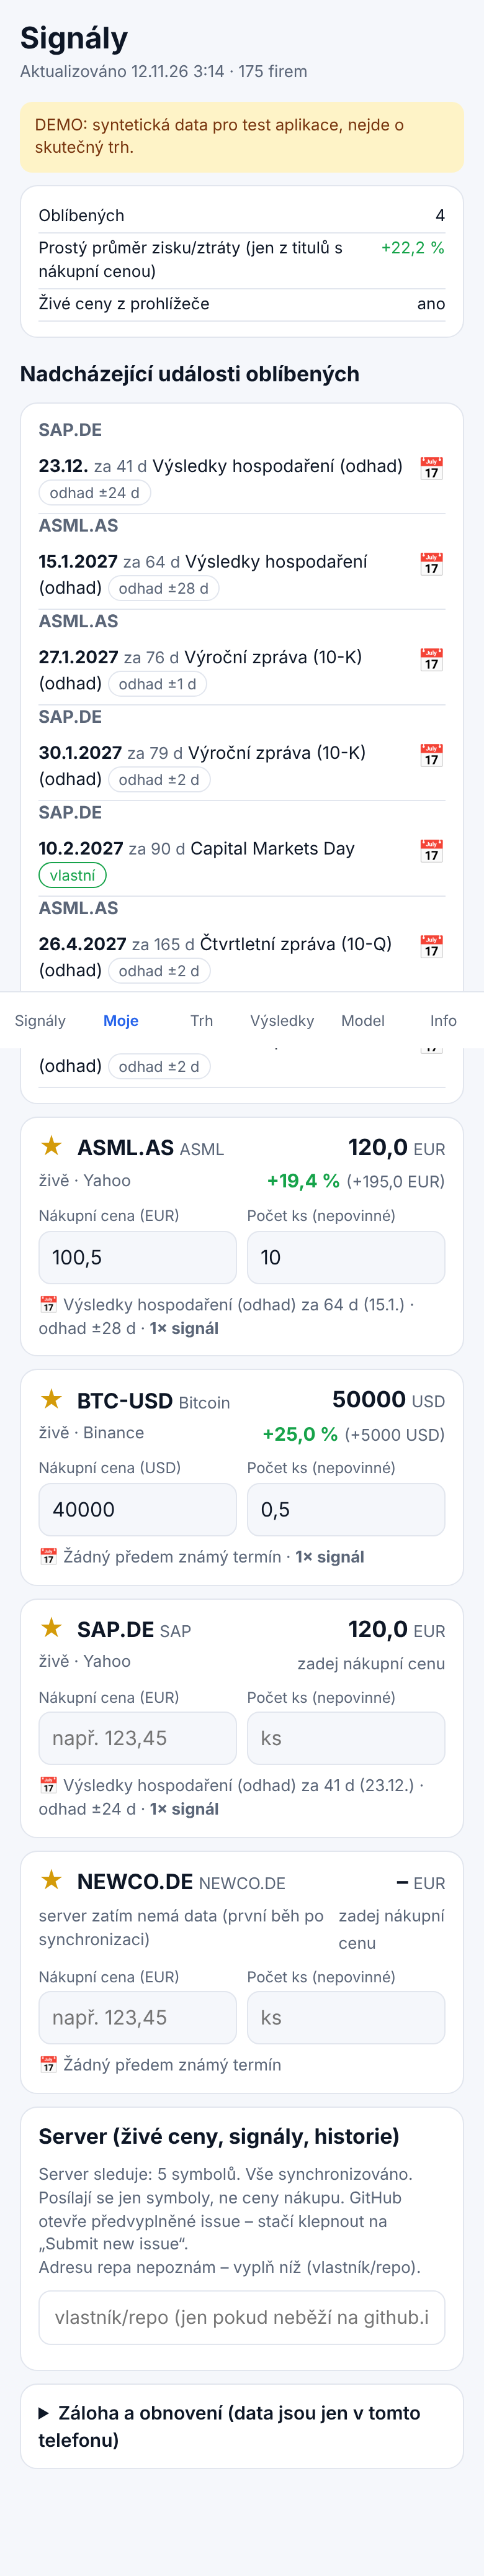 Signály
Aktualizováno 12.11.26 3:14 · 175 firem
DEMO: syntetická data pro test aplikace, nejde o
skutečný trh.
Oblíbených 4
Prostý průměr zisku/ztráty (jen z titulů s +22,2 %
nákupní cenou)
Živé ceny z prohlížeče ano
Nadcházející události oblíbených
SAP.DE
23.12. za 41 d Výsledky hospodaření (odhad) 📅
odhad ±24 d
ASML.AS
15.1.2027 za 64 d Výsledky hospodaření 📅
(odhad) odhad ±28 d
ASML.AS
27.1.2027 za 76 d Výroční zpráva (10-K) 📅
(odhad) odhad ±1 d
SAP.DE
30.1.2027 za 79 d Výroční zpráva (10-K) 📅
(odhad) odhad ±2 d
SAP.DE
10.2.2027 za 90 d Capital Markets Day 📅
vlastní
ASML.AS
26.4.2027 za 165 d Čtvrtletní zpráva (10-Q) 📅
(odhad) odhad ±2 d
Signály Moje Trh Výsledky Model Info
(odhad) odhad ±2 d
★ ASML.AS ASML 120,0 EUR
živě · Yahoo +19,4 % (+195,0 EUR)
Nákupní cena (EUR) Počet ks (nepovinné)
100,5 10
📅 Výsledky hospodaření (odhad) za 64 d (15.1.) ·
odhad ±28 d · 1× signál
★ BTC-USD Bitcoin 50000 USD
živě · Binance +25,0 % (+5000 USD)
Nákupní cena (USD) Počet ks (nepovinné)
40000 0,5
📅 Žádný předem známý termín · 1× signál
★ SAP.DE SAP 120,0 EUR
živě · Yahoo zadej nákupní cenu
Nákupní cena (EUR) Počet ks (nepovinné)
např. 123,45 ks
📅 Výsledky hospodaření (odhad) za 41 d (23.12.) ·
odhad ±24 d · 1× signál
★ NEWCO.DE NEWCO.DE – EUR
server zatím nemá data (první běh po zadej nákupní
synchronizaci) cenu
Nákupní cena (EUR) Počet ks (nepovinné)
např. 123,45 ks
📅 Žádný předem známý termín
Server (živé ceny, signály, historie)
Server sleduje: 5 symbolů. Vše synchronizováno.
Posílají se jen symboly, ne ceny nákupu. GitHub
otevře předvyplněné issue – stačí klepnout na
„Submit new issue“.
Adresu repa nepoznám – vyplň níž (vlastník/repo).
vlastník/repo (jen pokud neběží na github.i
▶ Záloha a obnovení (data jsou jen v tomto
telefonu)